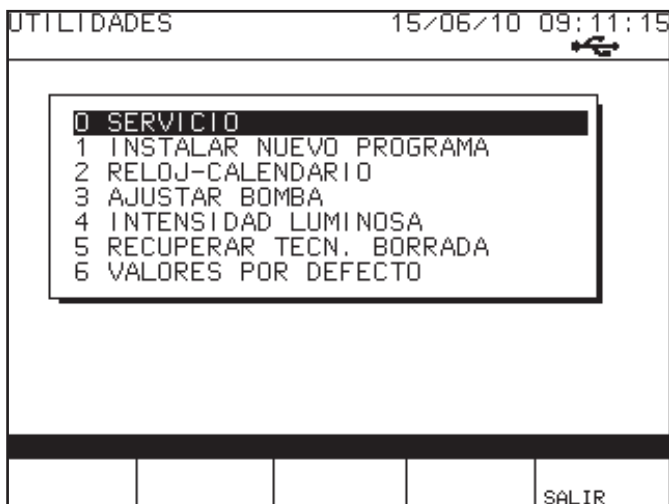 UTILIDADES 15/06/10 09:11:15
0 SERVICIO
1 INSTALAR NUEVO PROGRAMA
2 RELOJ-CALENDARIO
3 AJUSTAR BOMBA
4 INTENSIDAD LUMINOSA
5 RECUPERAR TECN. BORRADA
6 VALORES POR DEFECTO
SALIR